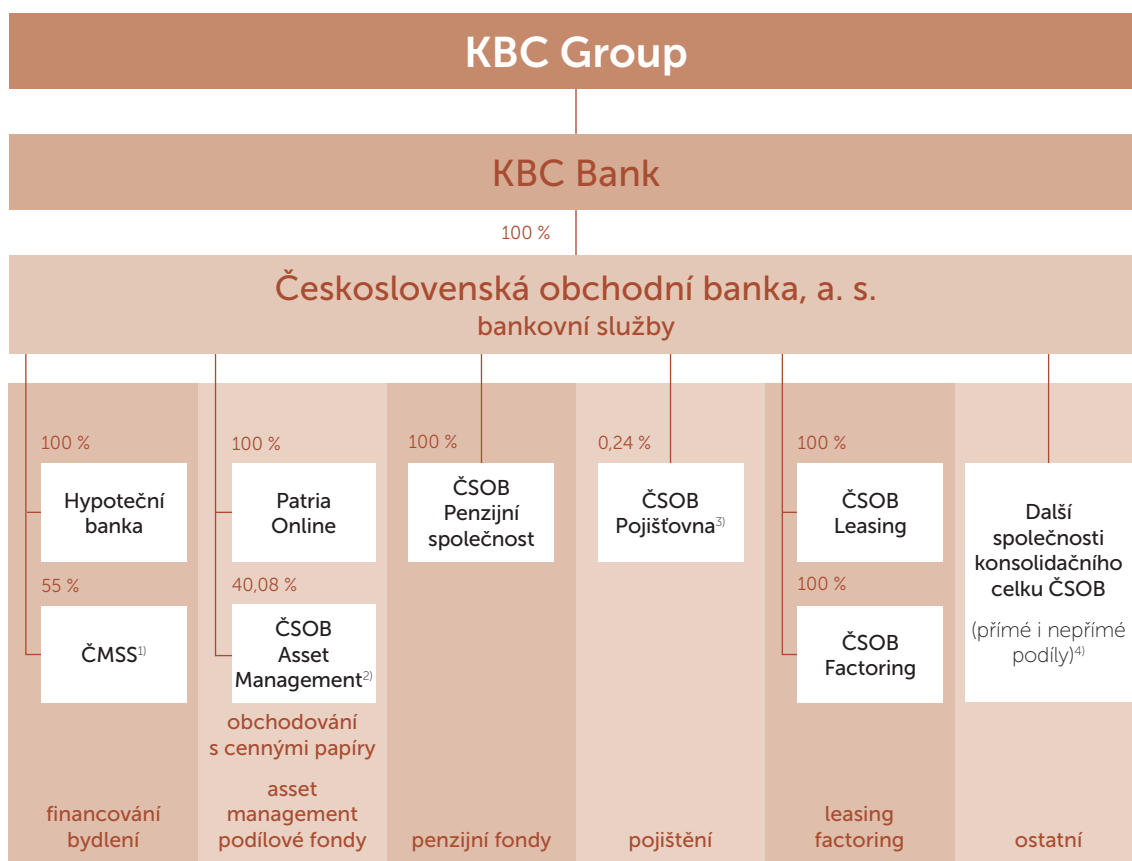 KBC Group
KBC Bank
100 %
Československá obchodní banka, a. s.
bankovní služby
100 %
Hypoteční
banka
55 %
ČMSS1)
financování
bydlení
100 %
Patria
Online
40,08 %
ČSOB
Asset
Management2)
obchodování
s cennými papíry
asset
management
podílové fondy
100 %
ČSOB
Penzijní
společnost
penzijní fondy
0,24 %
ČSOB
Pojišťovna3)
pojištění
100 %
ČSOB
Leasing
100 %
ČSOB
Factoring
leasing
factoring
Další
společnosti
konsolidačního
celku ČSOB
(přímé i nepřímé
podíly)4)
ostatní